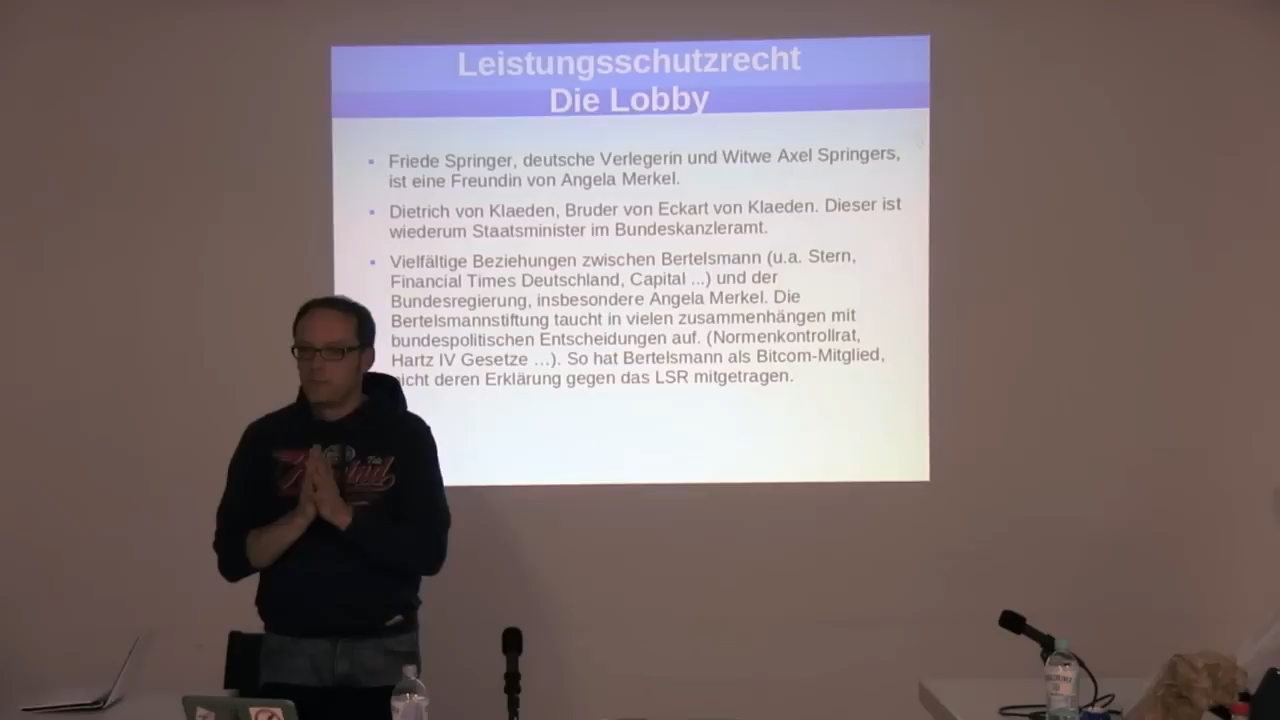 Leistungsschutzrecht
Die Lobby
Friede Springer, deutsche Verlegerin und Witwe Axel Springers,
ist eine Freundin von Angela Merkel.
Dietrich von Klaeden, Bruder von Eckart von Klaeden. Dieser ist
wiederum Staatsminister im Bundeskanzleramt.
Vielfältige Beziehungen zwischen Bertelsmann (u.a. Stern,
Financial Times Deutschland, Capital ...) und der
Bundesregierung, insbesondere Angela Merkel. Die
Bertelsmannstiftung taucht in vielen zusammenhängen mit
bundespolitischen Entscheidungen auf. (Normenkontrollrat,
Hartz IV Gesetze ...). So hat Bertelsmann als Bitcom-Mitglied,
icht deren Erklärung gegen das LSR mitgetragen.